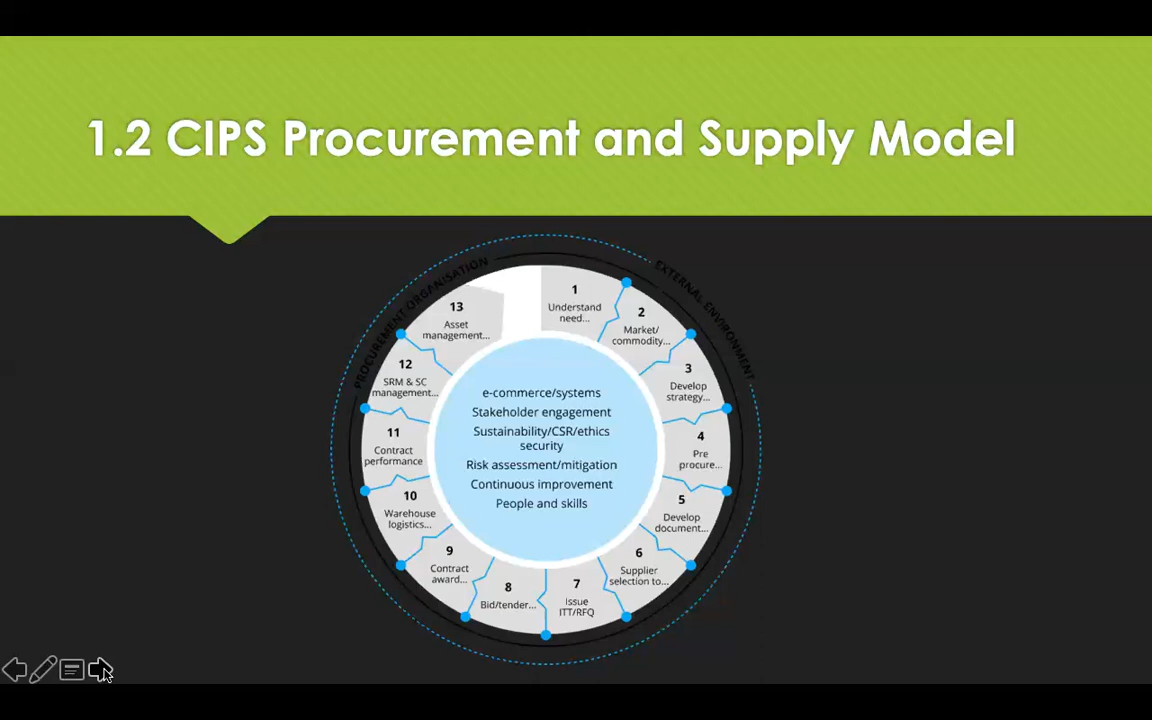 1.2 CIPS Procurement and Supply Model
PROCUREMENT ORGANISATION
EXTERNAL ENVIRONMENT
1
Understand
need...
2
Market/
commodity...
3
Develop
strategy...
4
Pre
procure...
5
Develop
document...
6
Supplier
selection to...
7
Issue
ITT/RFQ
8
Bid/tender...
9
Contract
award...
10
Warehouse
logistics...
11
Contract
performance
12
SRM & SC
management...
13
Asset
management...
e-commerce/systems
Stakeholder engagement
Sustainability/CSR/ethics
security
Risk assessment/mitigation
Continuous improvement
People and skills